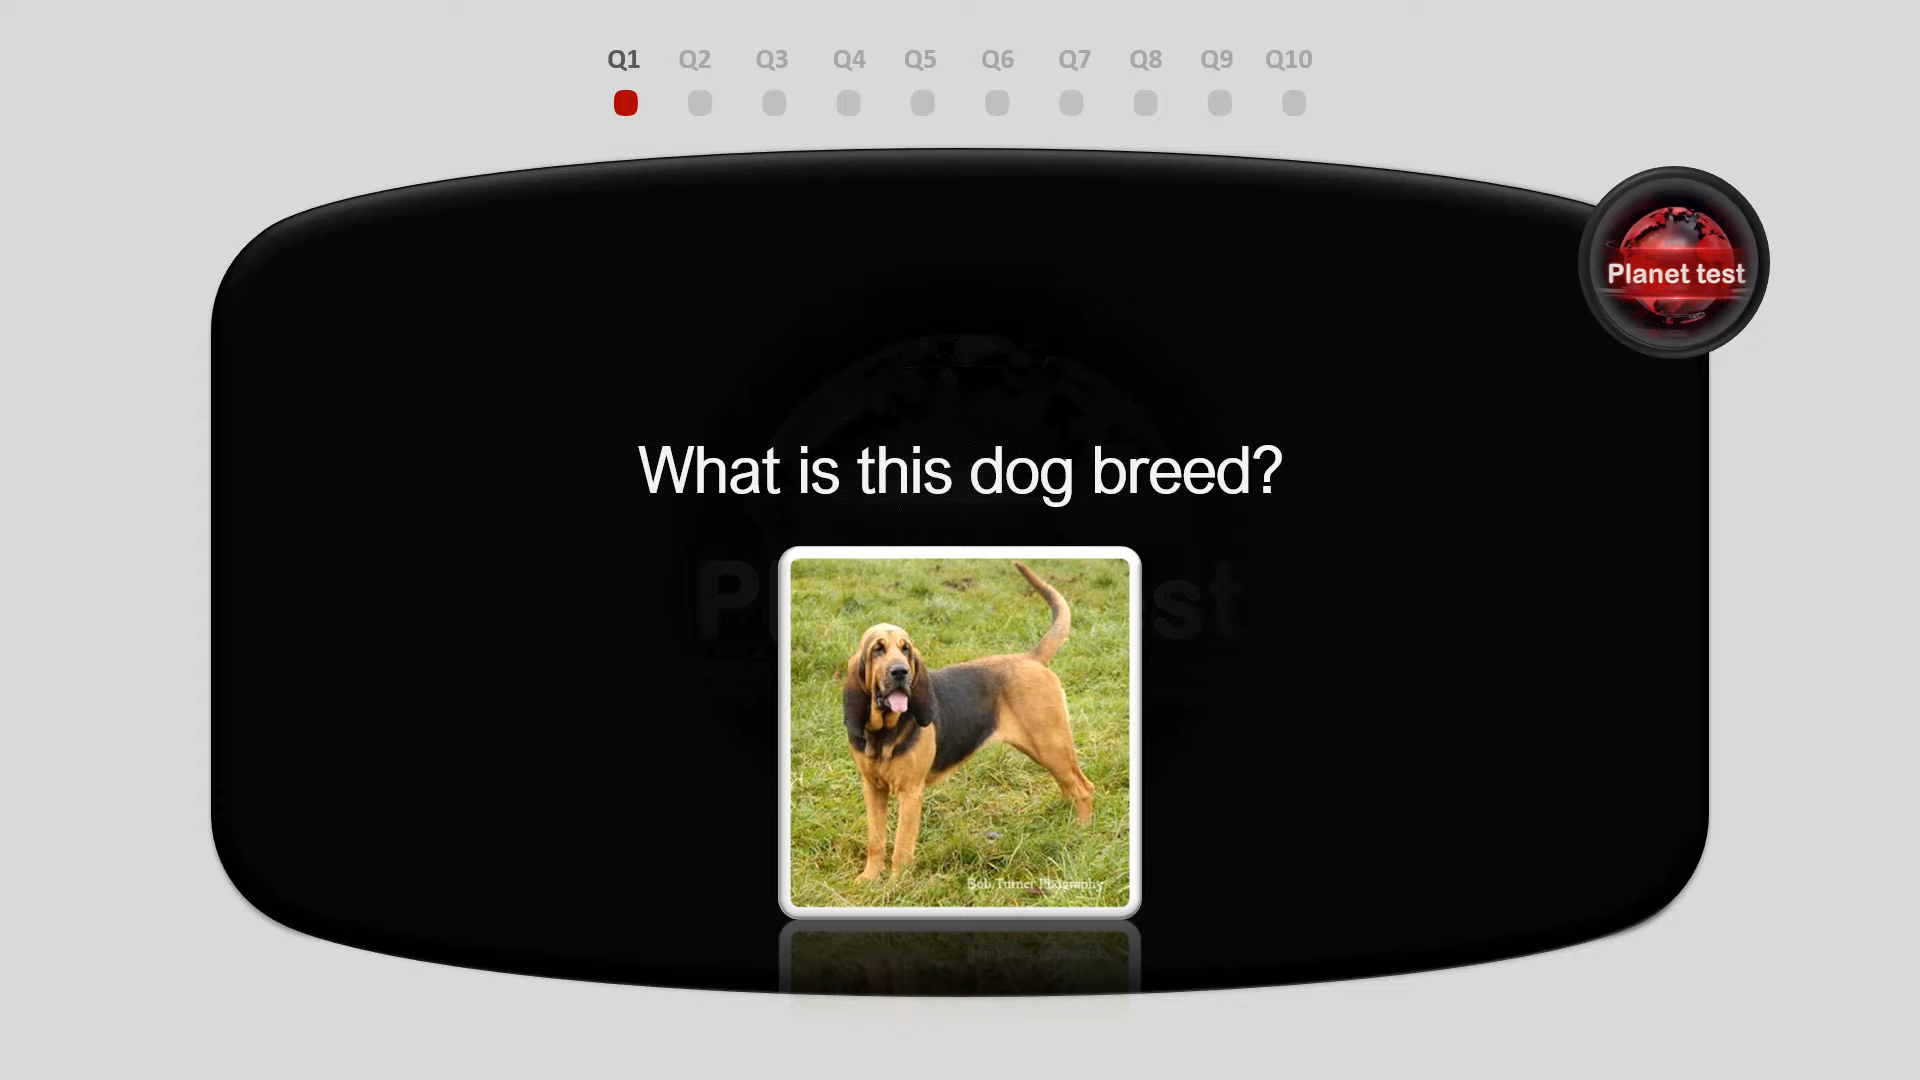 Q1 Q2 Q3 Q4 Q5 Q6 Q7 Q8 Q9 Q10
Planet test
What is this dog breed?
Bob Turner Phography